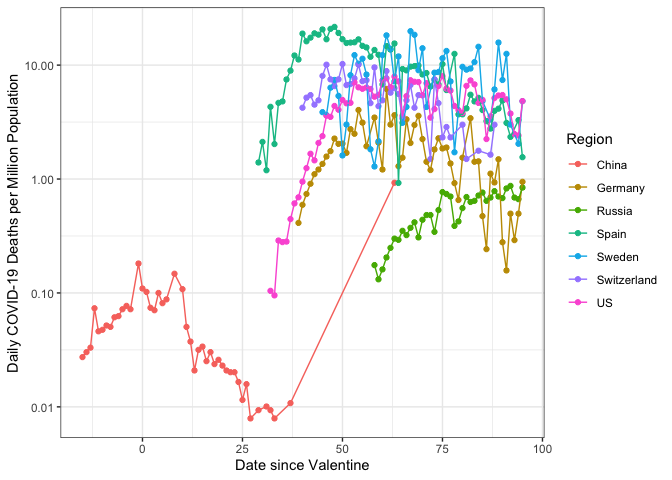 Daily COVID-19 Deaths per Million Population
10.00
1.00
0.10
0.01
0
25
50
75
100
Date since Valentine
Region
China
Germany
Russia
Spain
Sweden
Switzerland
US